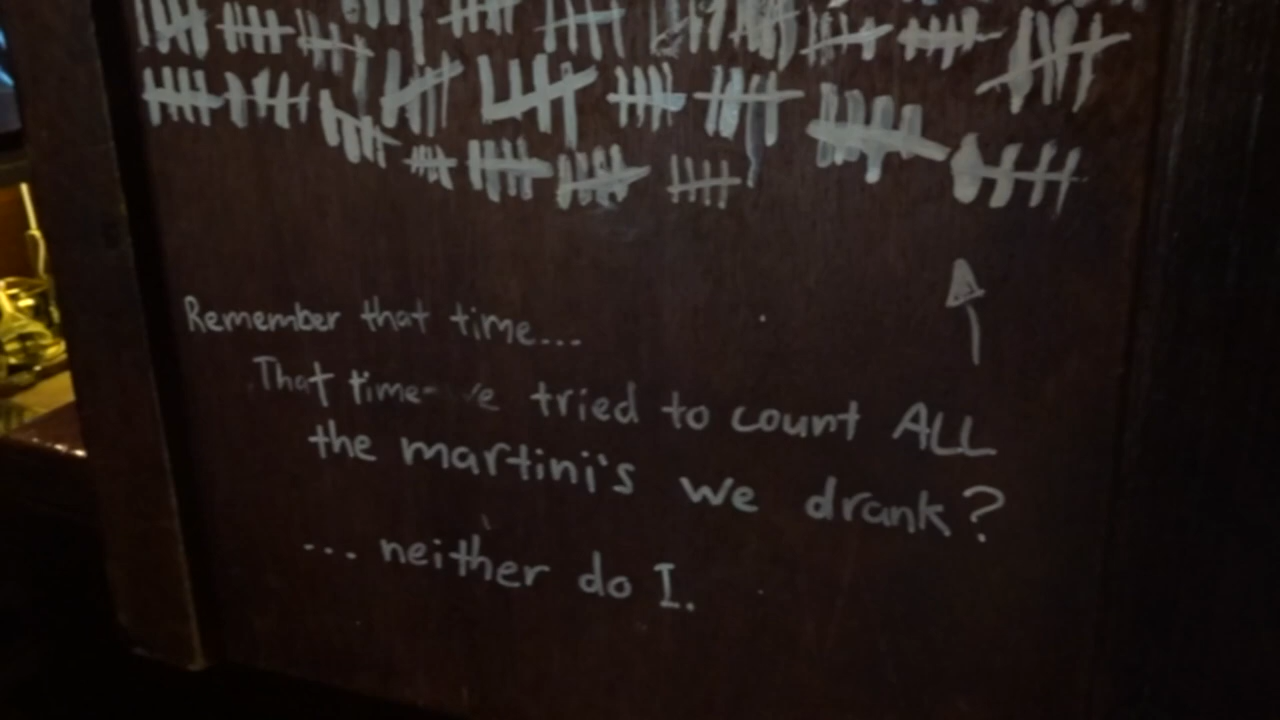 Remember that time...
That time we tried to count ALL
the martini's we drank?
... neither do I.